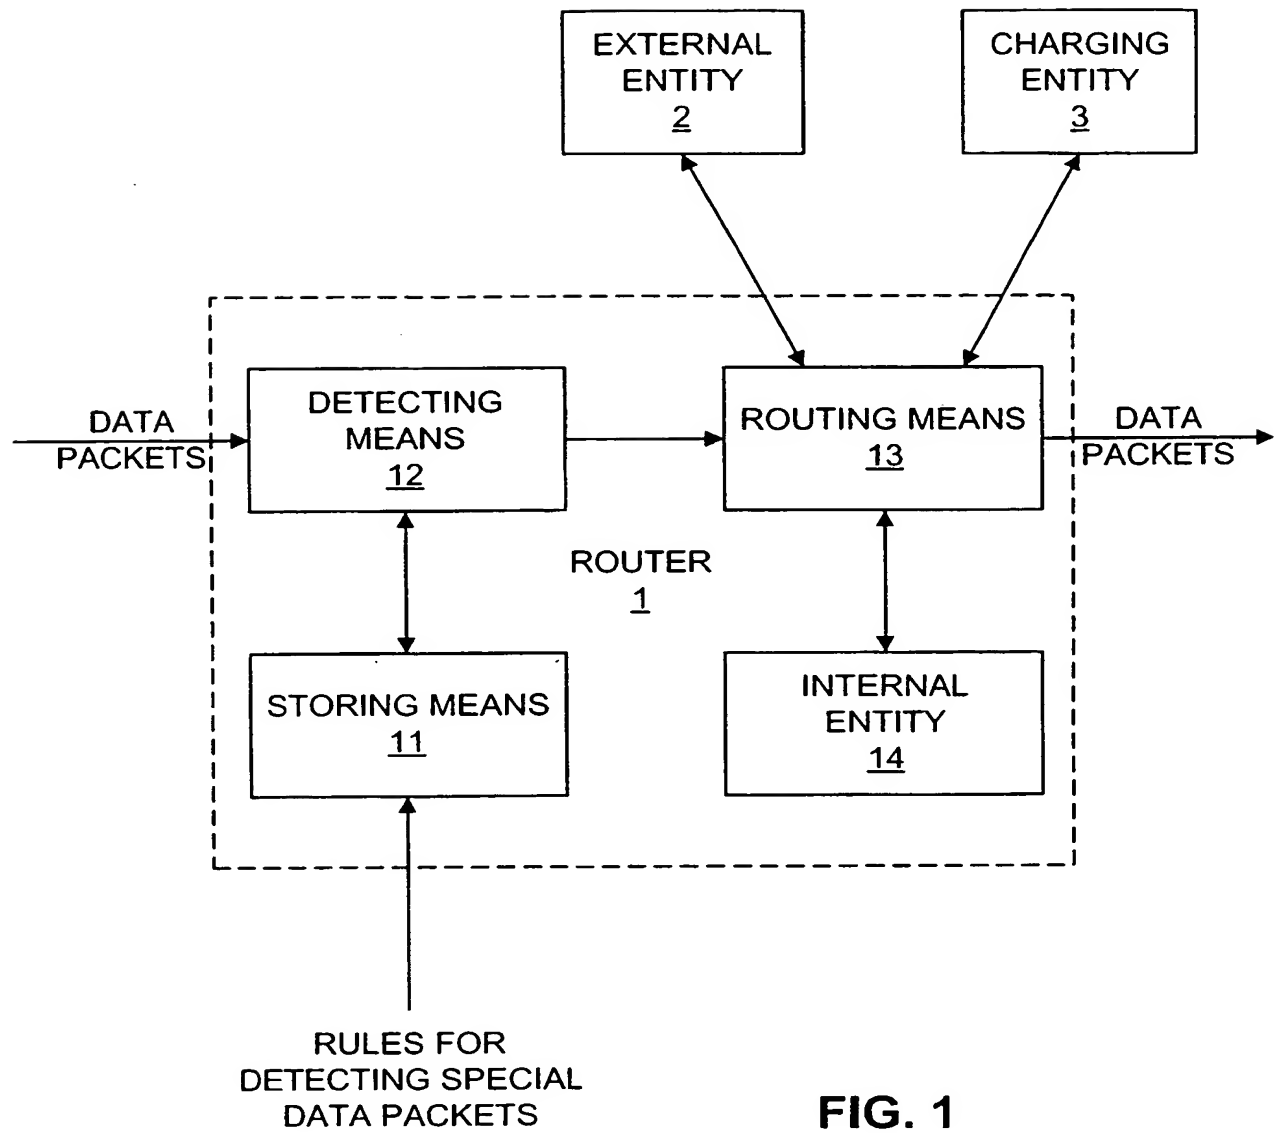 EXTERNAL
ENTITY
2
CHARGING
ENTITY
3
DATA
PACKETS
DETECTING
MEANS
12
ROUTING MEANS
13
DATA
PACKETS
ROUTER
1
STORING MEANS
11
INTERNAL
ENTITY
14
RULES FOR
DETECTING SPECIAL
DATA PACKETS
FIG. 1